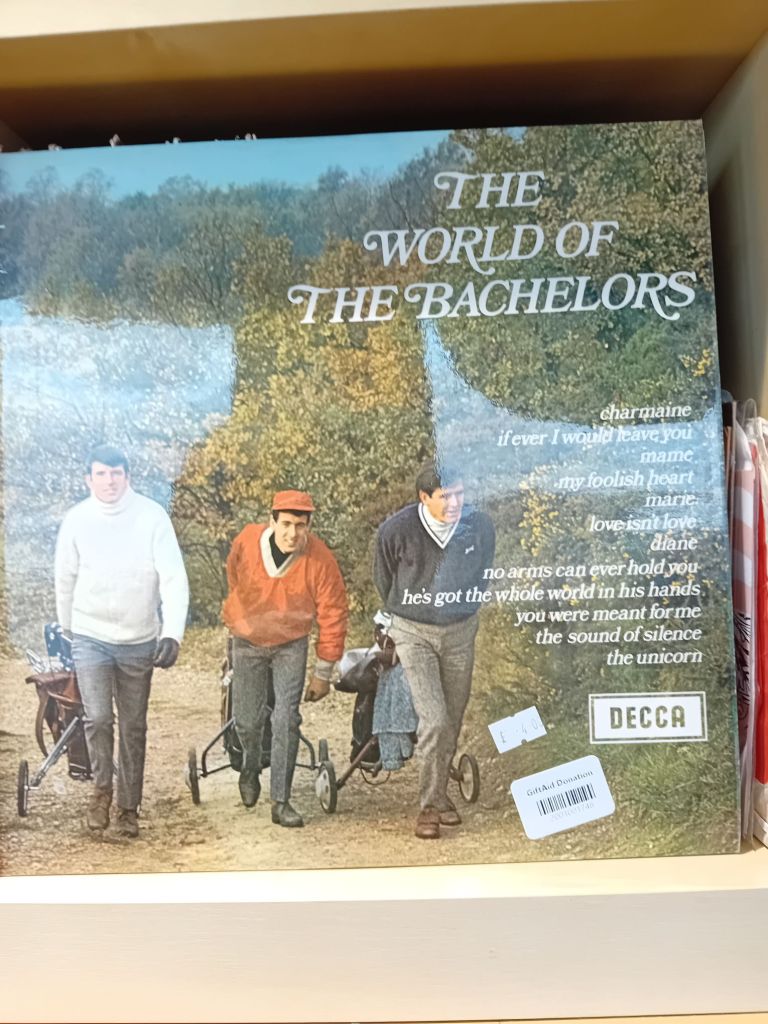 THE
WORLD OF
THE BACHELORS
charmaine
if ever I would leave you
mame
my foolish heart
marie
love isn't love
diane
no arms can ever hold you
he's got the whole world in his hands
you were meant for me
the sound of silence
the unicorn
DECCA
£
GiftAid Donation